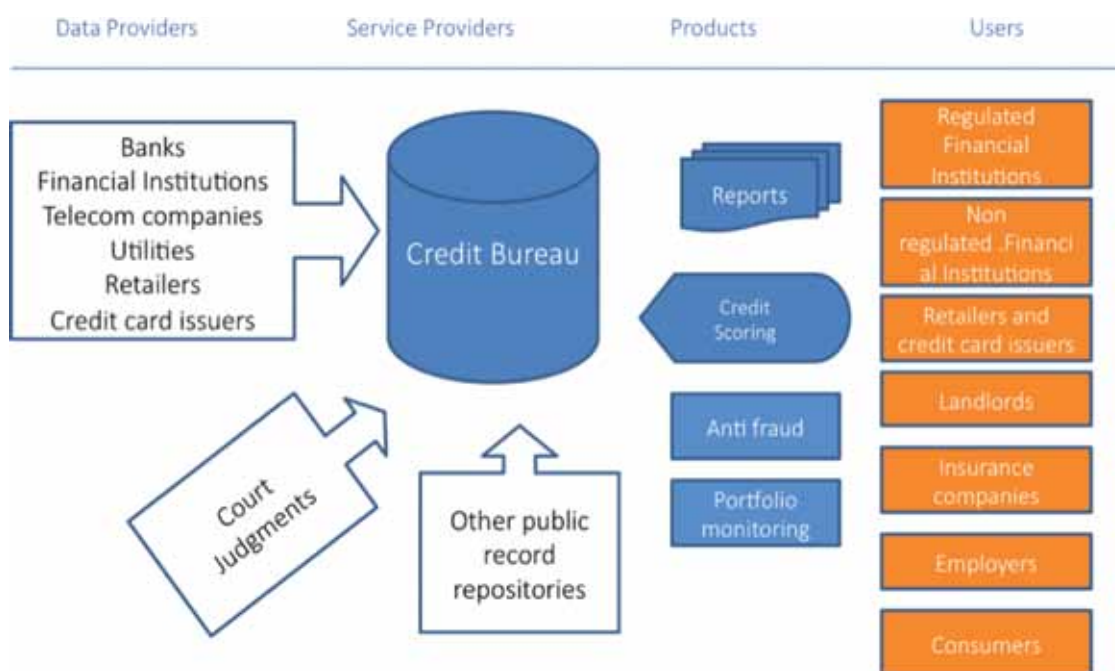 Data Providers
Service Providers
Products
Users
Banks
Financial Institutions
Telecom companies
Utilities
Retailers
Credit card issuers
Court
Judgments
Credit Bureau
Other public
record
repositories
Reports
Credit
Scoring
Anti fraud
Portfolio
monitoring
Regulated
Financial
Institutions
Non
regulated .Financi
al Institutions
Retailers and
credit card issuers
Landlords
Insurance
companies
Employers
Consumers